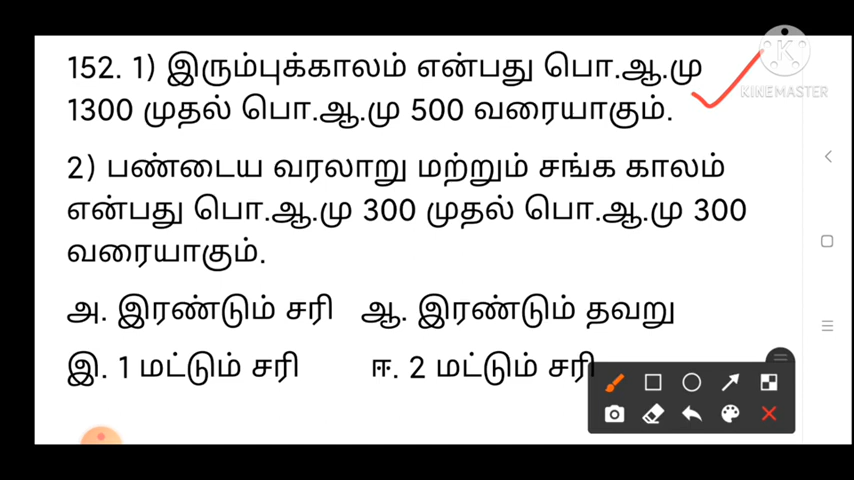 152. 1) இரும்புக்காலம் என்பது பொ.ஆ.மு
1300 முதல் பொ.ஆ.மு 500 வரையாகும்.
2) பண்டைய வரலாறு மற்றும் சங்க காலம்
என்பது பொ.ஆ.மு 300 முதல் பொ.ஆ.மு 300
வரையாகும்.
அ. இரண்டும் சரி ஆ. இரண்டும் தவறு
இ. 1 மட்டும் சரி ஈ. 2 மட்டும் சரி
K
KINEMASTER